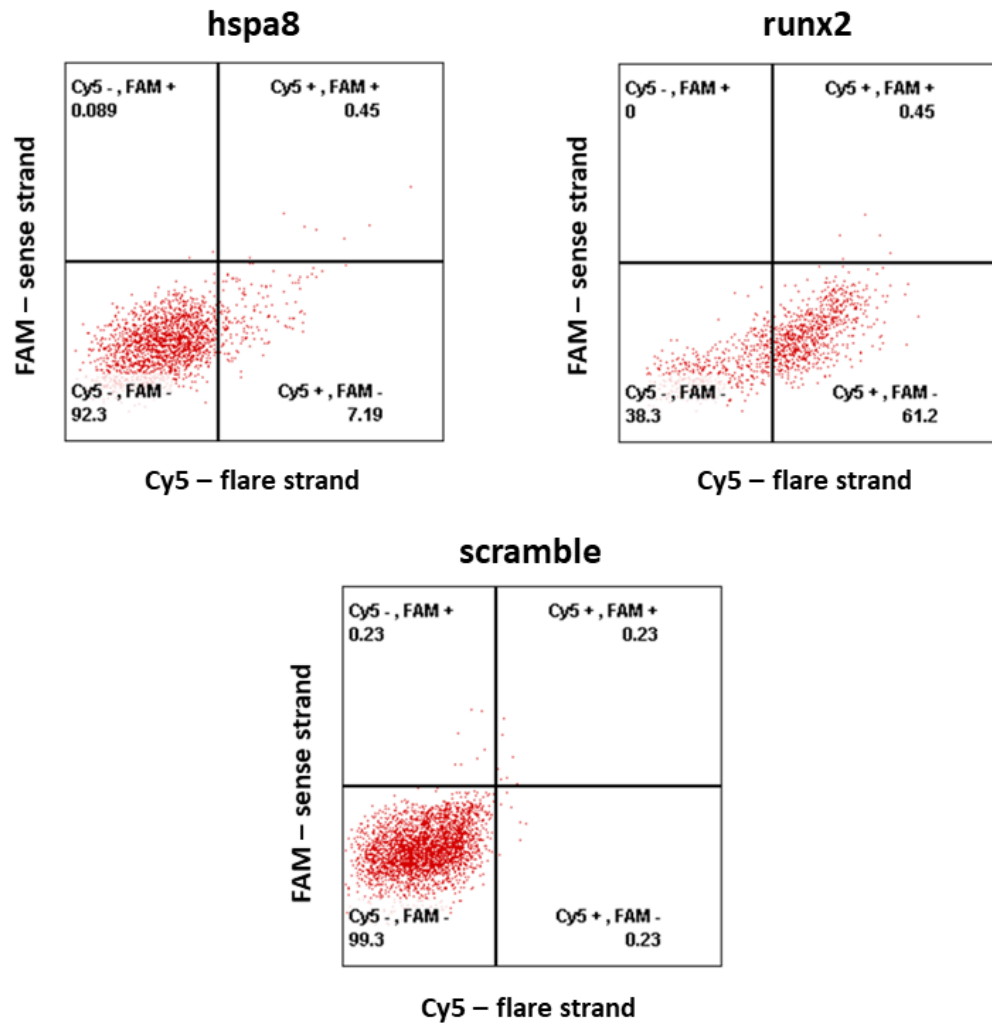 hspa8
Cy5 - , FAM +
0.089
Cy5 + , FAM +
0.45
FAM – sense strand
Cy5 - , FAM -
92.3
Cy5 + , FAM -
7.19
Cy5 – flare strand
runx2
Cy5 - , FAM +
0
Cy5 + , FAM +
0.45
FAM – sense strand
Cy5 - , FAM -
38.3
Cy5 + , FAM -
61.2
Cy5 – flare strand
scramble
Cy5 - , FAM +
0.23
Cy5 + , FAM +
0.23
FAM – sense strand
Cy5 - , FAM -
99.3
Cy5 + , FAM -
0.23
Cy5 – flare strand